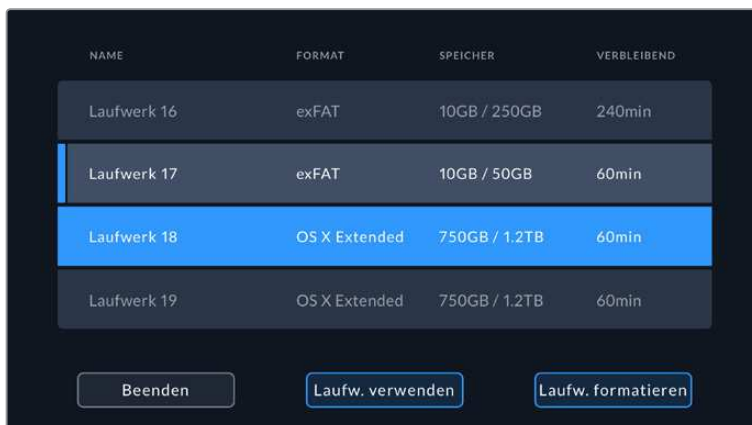 NAME FORMAT SPEICHER VERBLEIBEND
Laufwerk 16 exFAT 10GB / 250GB 240min
Laufwerk 17 exFAT 10GB / 50GB 60min
Laufwerk 18 OS X Extended 750GB / 1.2TB 60min
Laufwerk 19 OS X Extended 750GB / 1.2TB 60min
Beenden Laufw. verwenden Laufw. formatieren